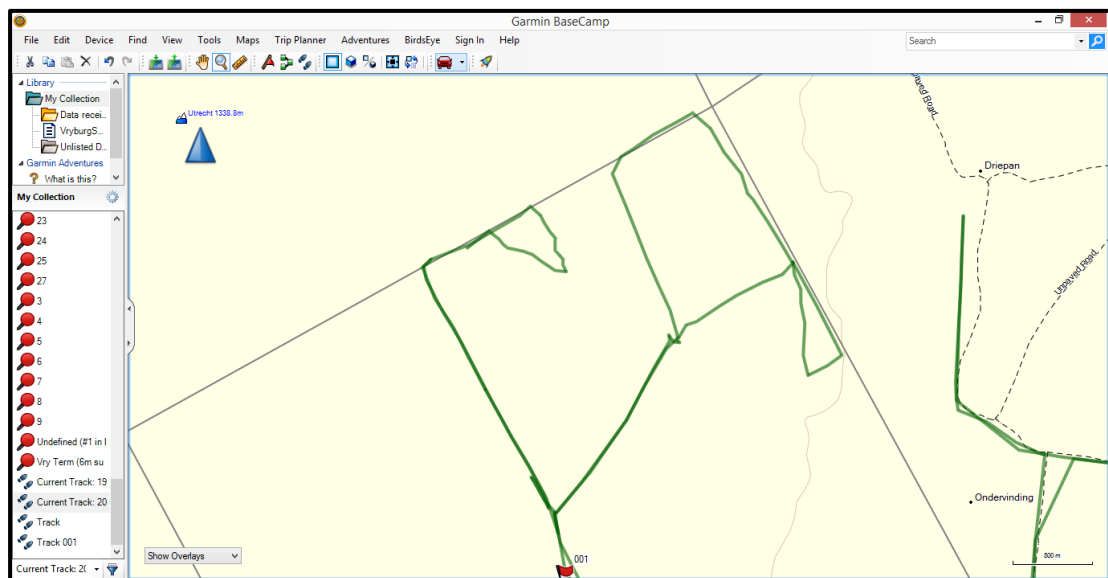 Garmin BaseCamp
File Edit Device Find View Tools Maps Trip Planner Adventures BirdsEye Sign In Help
Search
Library
My Collection
Data recei...
VryburgS...
Unlisted D...
Garmin Adventures
What is this?
My Collection
23
24
25
27
3
4
5
6
7
8
9
Undefined (#1 in l
Vry Term (6m su
Current Track: 19
Current Track: 20
Track
Track 001
Current Track: 20
Utrecht 1338.8m
Unpaved Road
Driepan
Unpaved Road
Ondervinding
001
Show Overlays
500 m